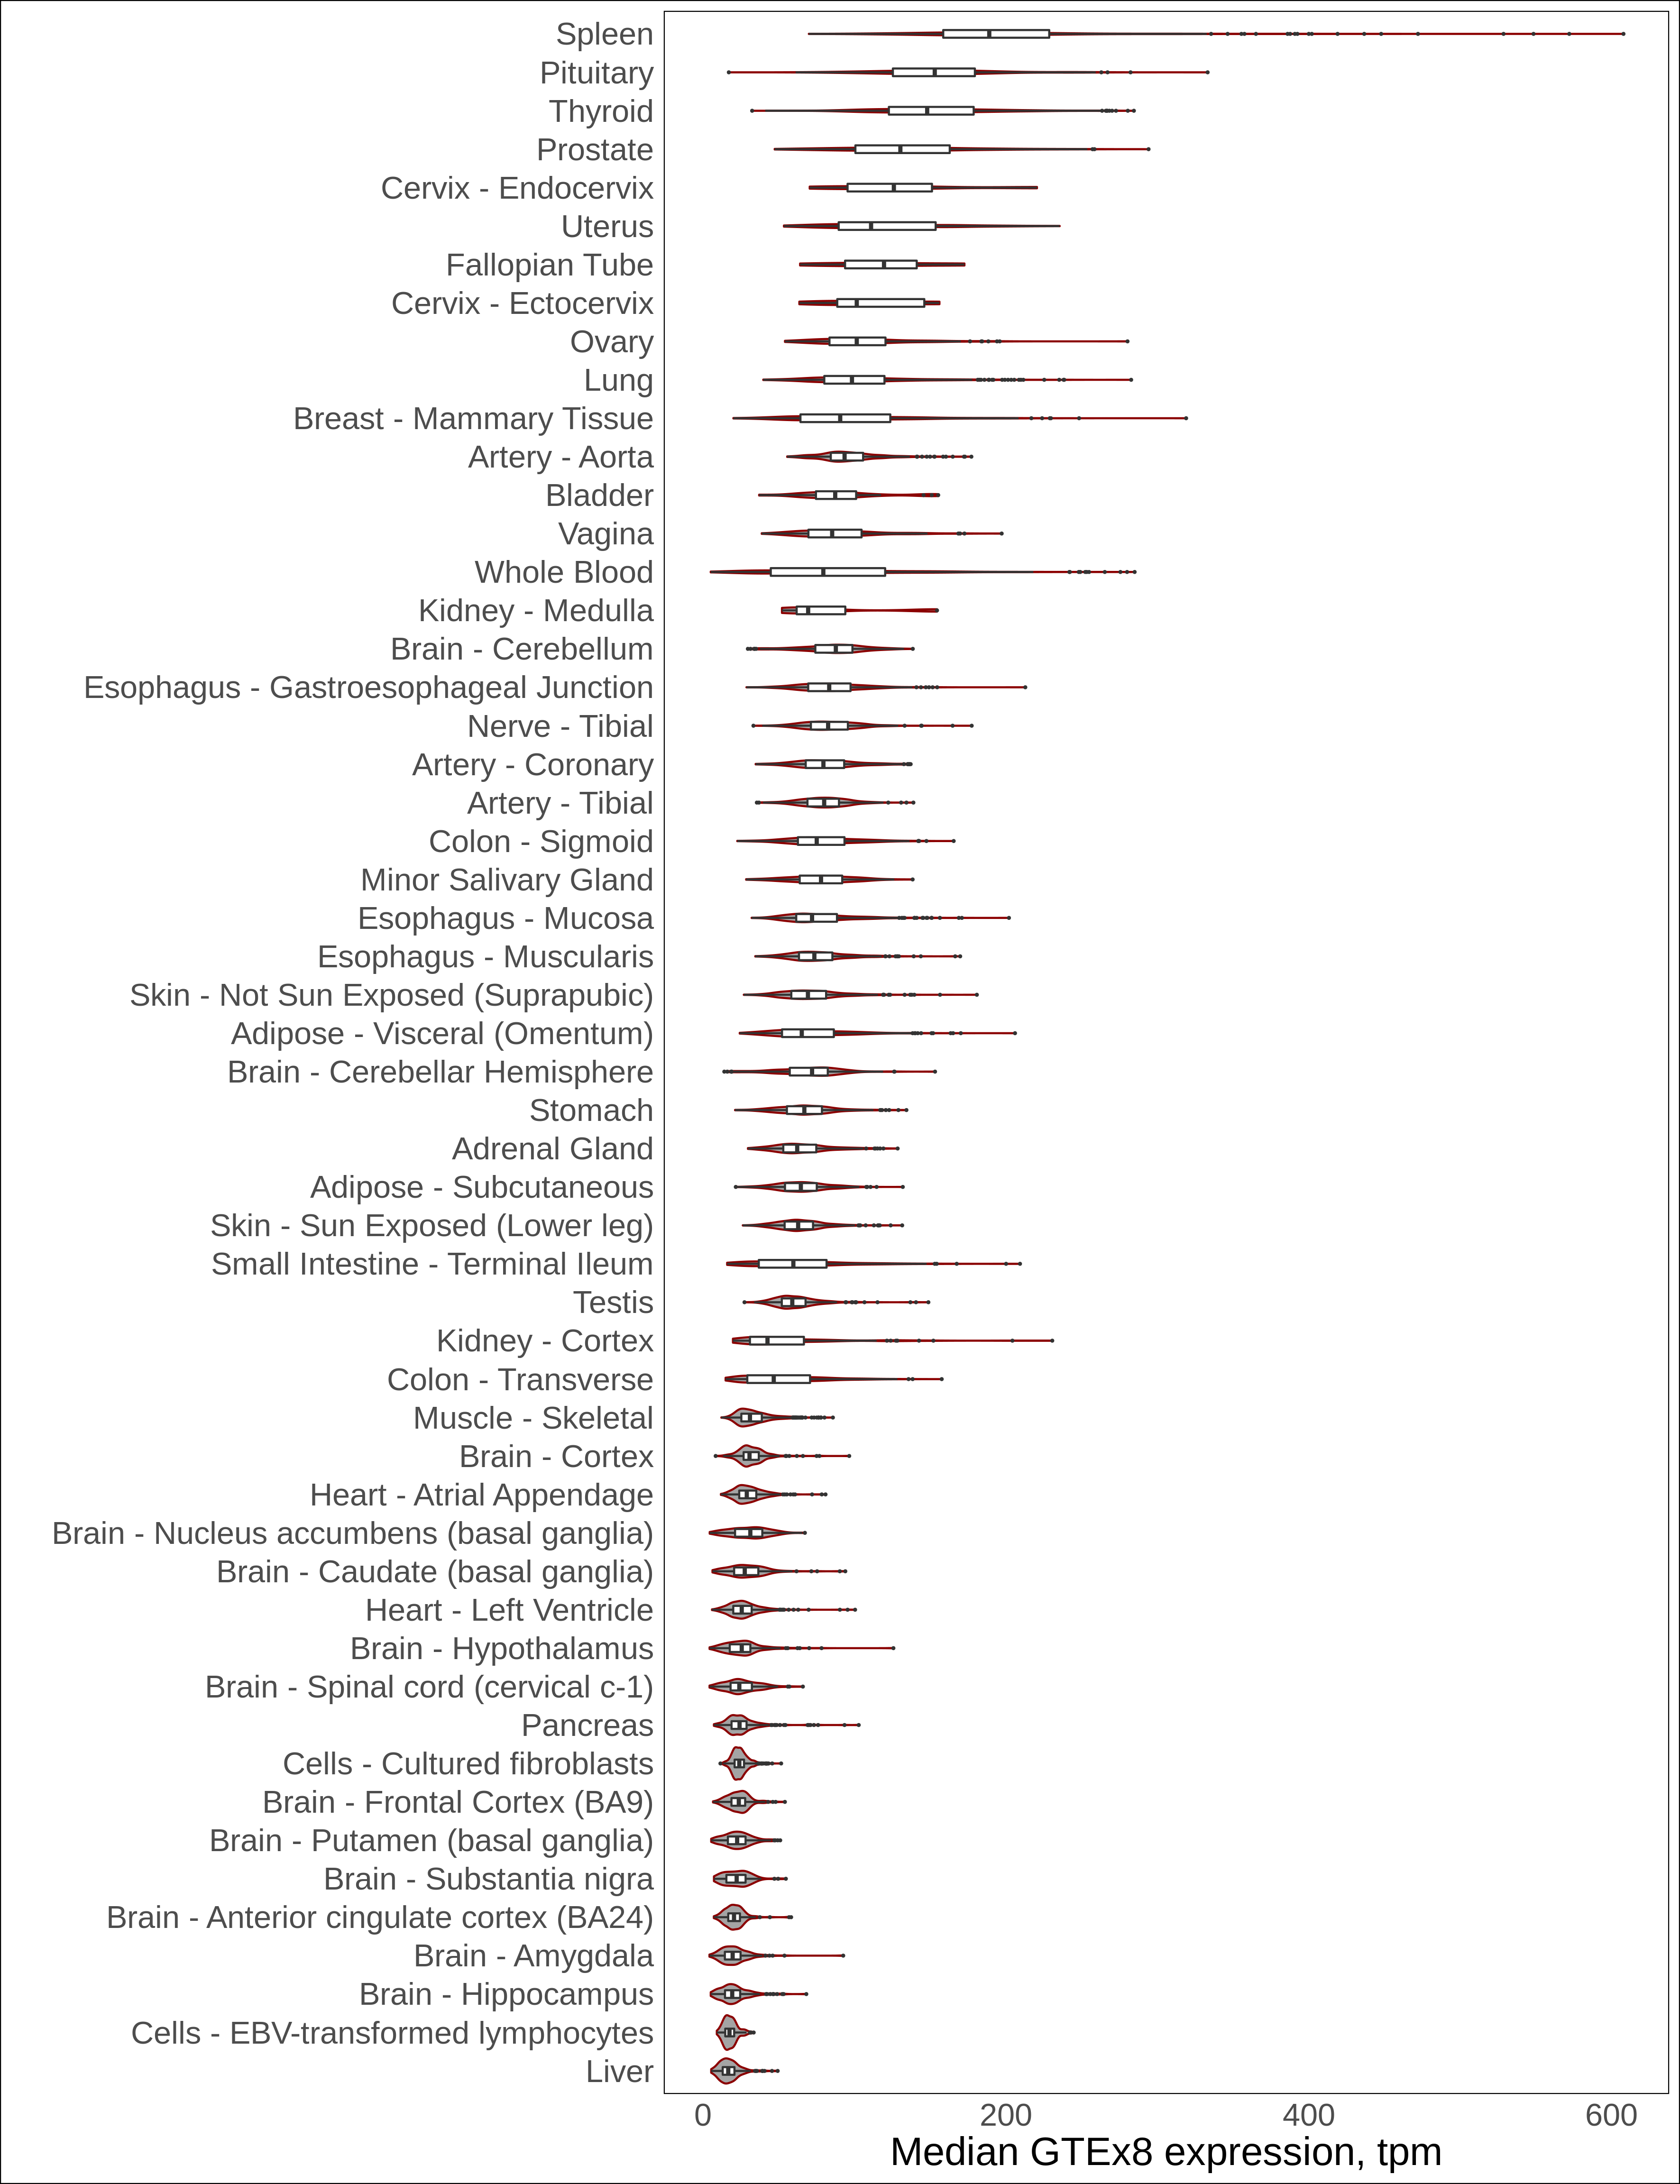 Spleen
Pituitary
Thyroid
Prostate
Cervix - Endocervix
Uterus
Fallopian Tube
Cervix - Ectocervix
Ovary
Lung
Breast - Mammary Tissue
Artery - Aorta
Bladder
Vagina
Whole Blood
Kidney - Medulla
Brain - Cerebellum
Esophagus - Gastroesophageal Junction
Nerve - Tibial
Artery - Coronary
Artery - Tibial
Colon - Sigmoid
Minor Salivary Gland
Esophagus - Mucosa
Esophagus - Muscularis
Skin - Not Sun Exposed (Suprapubic)
Adipose - Visceral (Omentum)
Brain - Cerebellar Hemisphere
Stomach
Adrenal Gland
Adipose - Subcutaneous
Skin - Sun Exposed (Lower leg)
Small Intestine - Terminal Ileum
Testis
Kidney - Cortex
Colon - Transverse
Muscle - Skeletal
Brain - Cortex
Heart - Atrial Appendage
Brain - Nucleus accumbens (basal ganglia)
Brain - Caudate (basal ganglia)
Heart - Left Ventricle
Brain - Hypothalamus
Brain - Spinal cord (cervical c-1)
Pancreas
Cells - Cultured fibroblasts
Brain - Frontal Cortex (BA9)
Brain - Putamen (basal ganglia)
Brain - Substantia nigra
Brain - Anterior cingulate cortex (BA24)
Brain - Amygdala
Brain - Hippocampus
Cells - EBV-transformed lymphocytes
Liver
0 200 400 600
Median GTEx8 expression, tpm